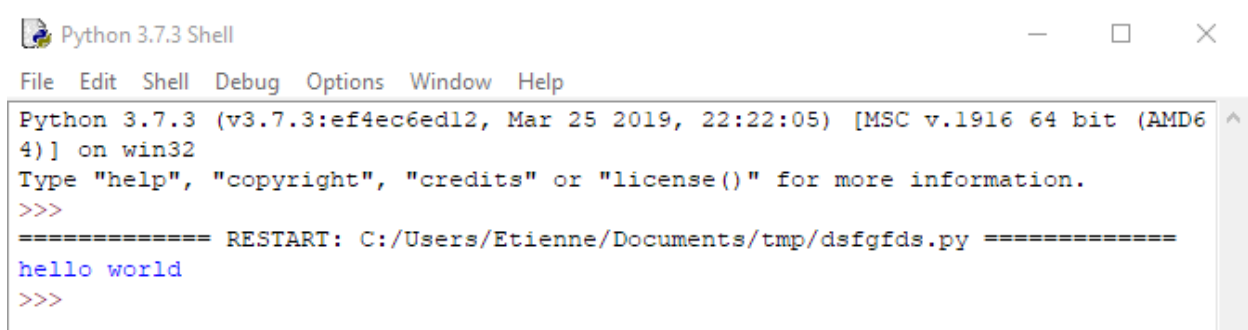 Python 3.7.3 Shell
File Edit Shell Debug Options Window Help
Python 3.7.3 (v3.7.3:ef4ec6ed12, Mar 25 2019, 22:22:05) [MSC v.1916 64 bit (AMD6
4)] on win32
Type "help", "copyright", "credits" or "license()" for more information.
>>>
============= RESTART: C:/Users/Etienne/Documents/tmp/dsfgfds.py =============
hello world
>>>